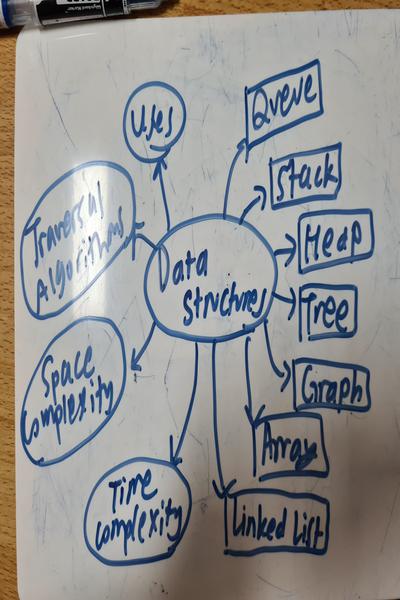 Uses
Queue
Stack
Heap
Tree
Graph
Array
Linked List
Time
Complexity
Space
Complexity
Traversal
Algorithms
Data
Structures